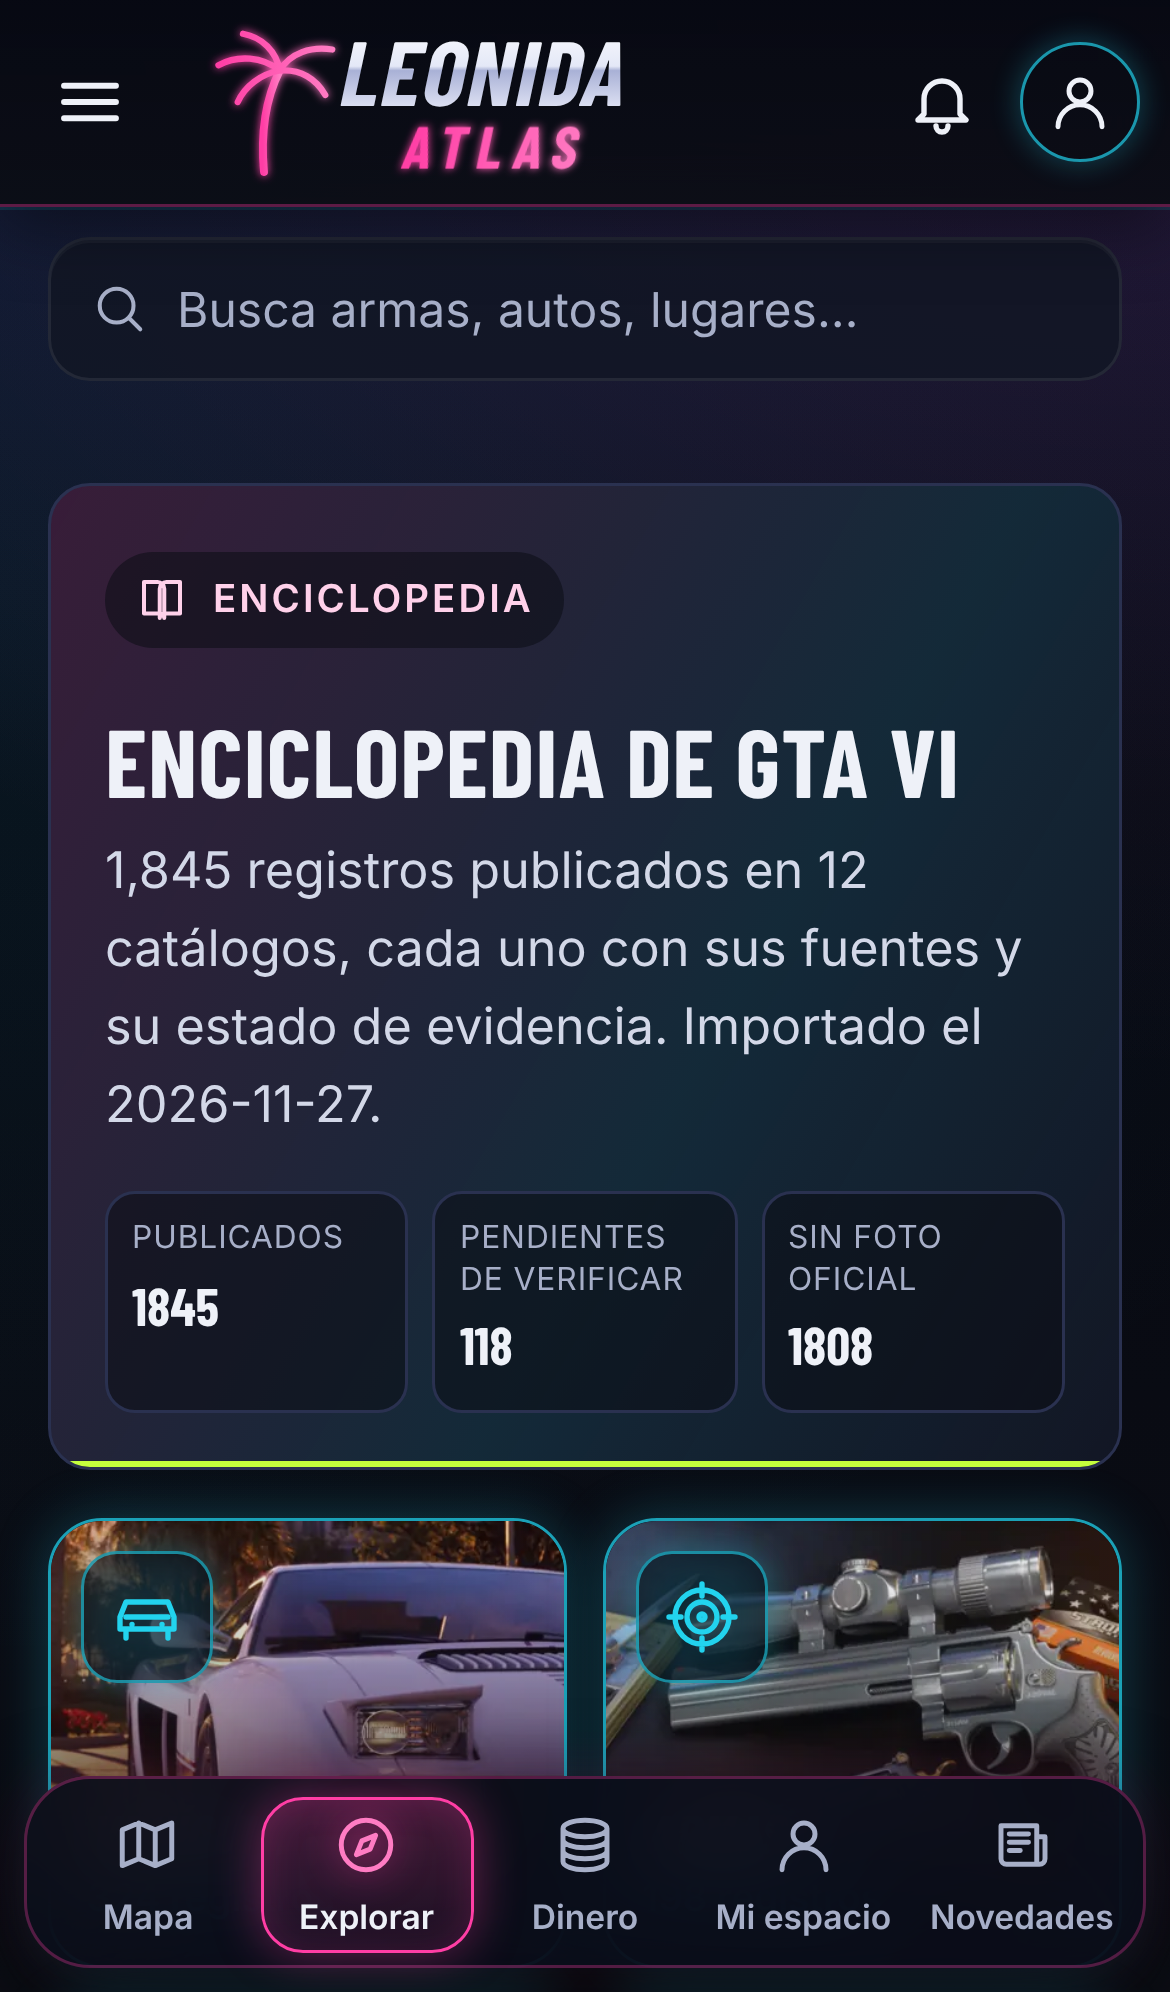 LEONIDA
ATLAS
Busca armas, autos, lugares...
ENCICLOPEDIA
ENCICLOPEDIA DE GTA VI
1,845 registros publicados en 12
catálogos, cada uno con sus fuentes y
su estado de evidencia. Importado el
2026-11-27.
PUBLICADOS
1845
PENDIENTES
DE VERIFICAR
118
SIN FOTO
OFICIAL
1808
Mapa
Explorar
Dinero
Mi espacio
Novedades